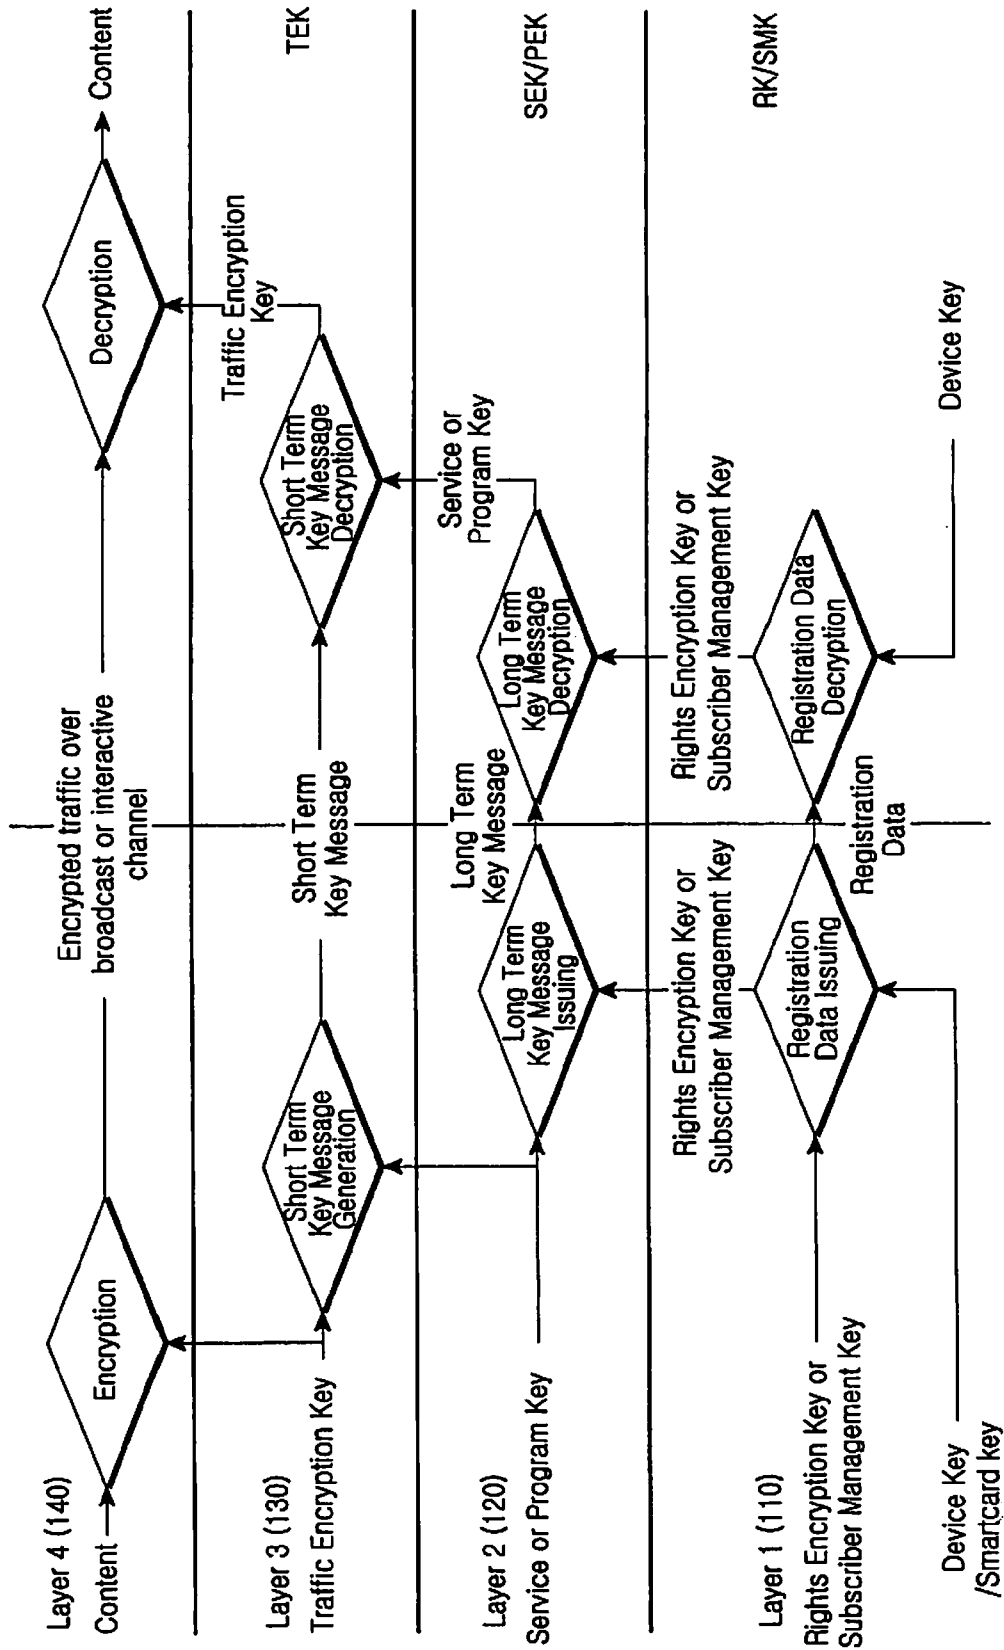 Layer 4 (140)
Content
Encryption
Encrypted traffic over
broadcast or interactive
channel
Decryption
Content
Layer 3 (130)
Traffic Encryption Key
Short Term
Key Message
Generation
Short Term
Key Message
Short Term
Key Message
Decryption
Traffic Encryption
Key
TEK
Layer 2 (120)
Service or Program Key
Long Term
Key Message
Issuing
Long Term
Key Message
Long Term
Key Message
Decryption
Service or
Program Key
SEK/PEK
Layer 1 (110)
Rights Encryption Key or
Subscriber Management Key
Rights Encryption Key or
Subscriber Management Key
Registration
Data Issuing
Registration
Data
Rights Encryption Key or
Subscriber Management Key
Registration Data
Decryption
RK/SMK
Device Key
/Smartcard key
Device Key